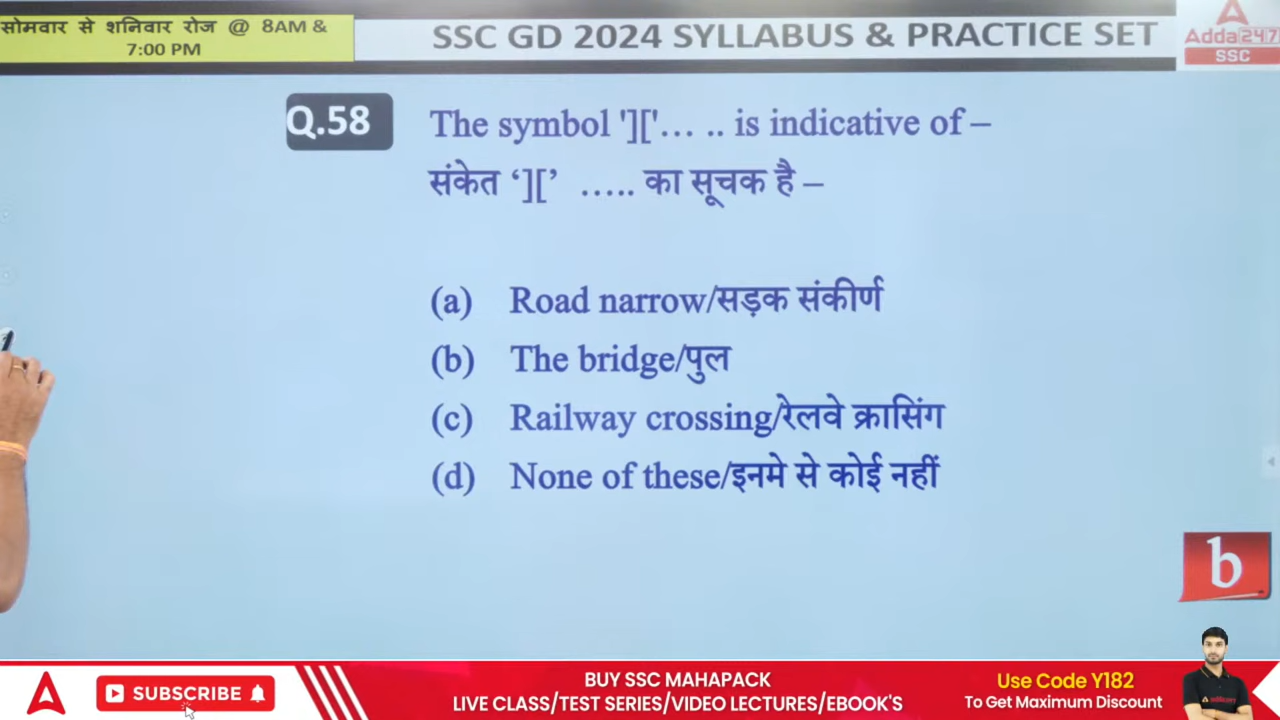 सोमवार से शनिवार रोज @ 8AM &
7:00 PM
SSC GD 2024 SYLLABUS & PRACTICE SET
Adda247
SSC
Q.58 The symbol ']['… .. is indicative of –
संकेत ‘][’ ….. का सूचक है –
(a) Road narrow/सड़क संकीर्ण
(b) The bridge/पुल
(c) Railway crossing/रेलवे क्रासिंग
(d) None of these/इनमे से कोई नहीं
b
SUBSCRIBE
BUY SSC MAHAPACK
LIVE CLASS/TEST SERIES/VIDEO LECTURES/EBOOK'S
Use Code Y182
To Get Maximum Discount